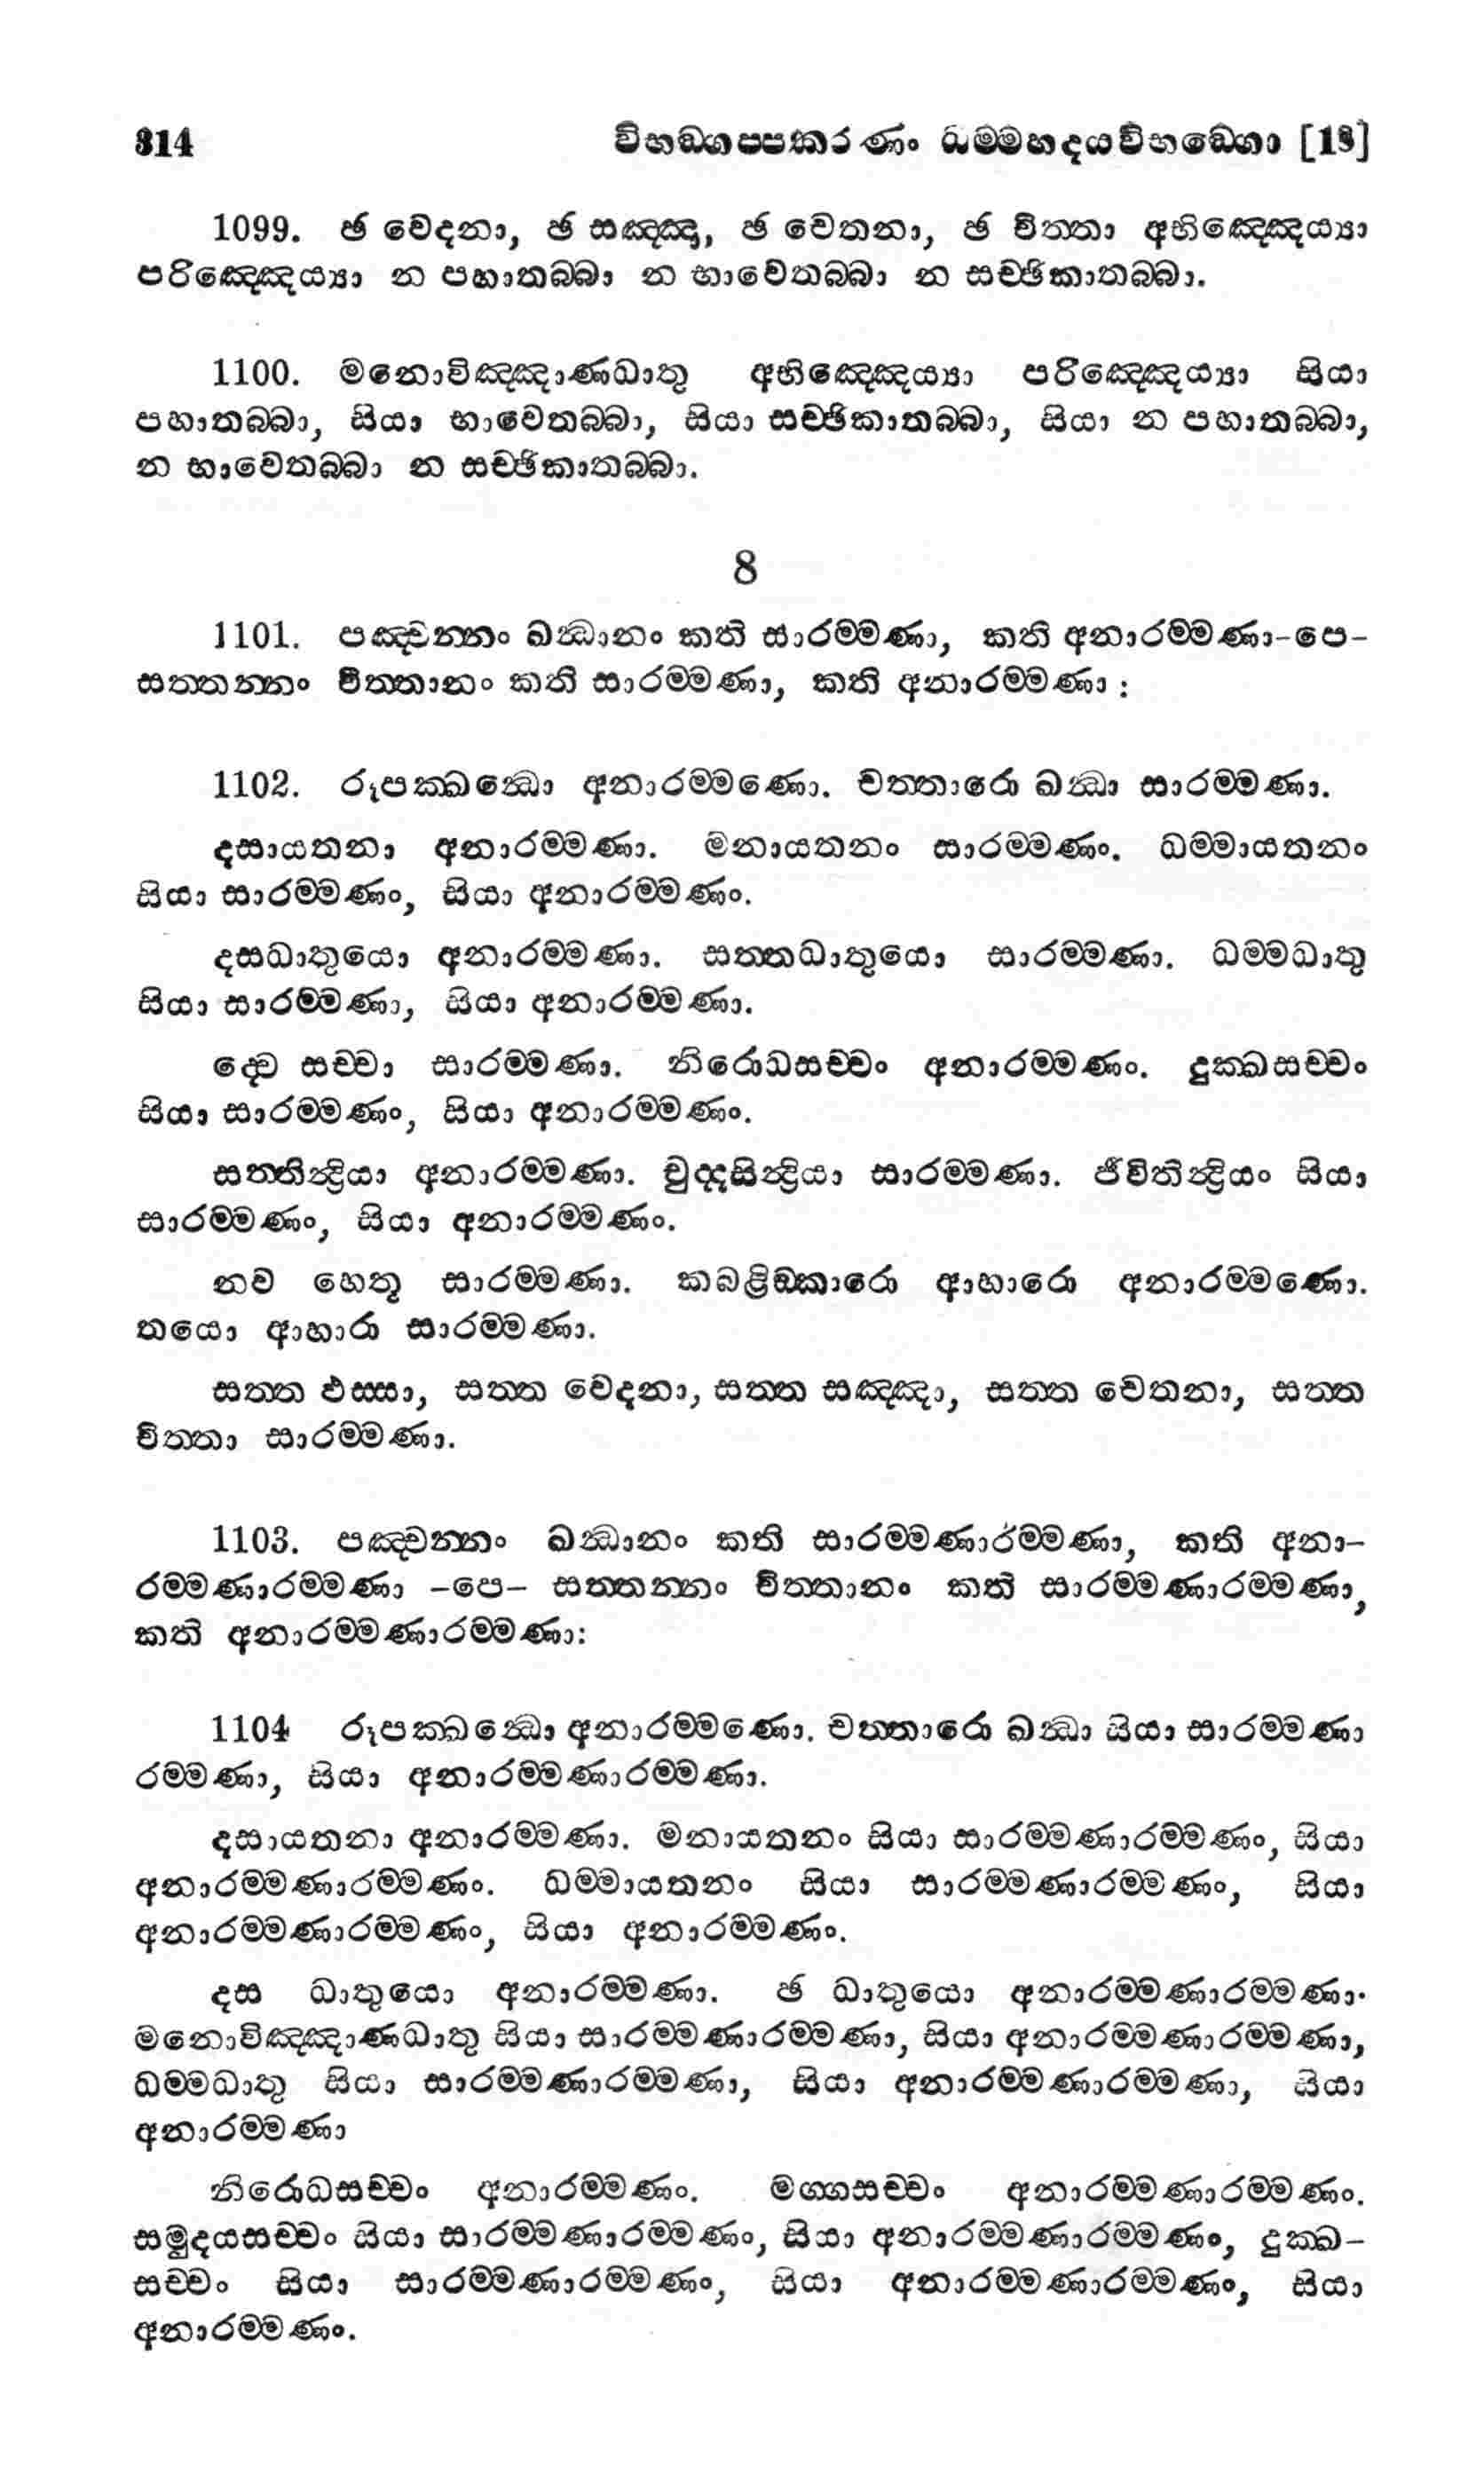 314 විභඞ්ගප්පකරණං ධම්මහදයවිභඞ්ගො [18]
1099. ඡ වෙදනා, ඡ සඤ්ඤා, ඡ චෙතනා, ඡ චිත්තා අභිඤ්ඤෙය්‍යා
පරිඤ්ඤෙය්‍යා න පහාතබ්බා න භාවෙතබ්බා න සච්ඡිකාතබ්බා.
1100. මනොවිඤ්ඤාණධාතු අභිඤ්ඤෙය්‍යා පරිඤ්ඤෙය්‍යා සියා
පහාතබ්බා, සියා භාවෙතබ්බා, සියා සච්ඡිකාතබ්බා, සියා න පහාතබ්බා,
න භාවෙතබ්බා න සච්ඡිකාතබ්බා.
8
1101. පඤ්චන්නං ඛන්ධානං කති සාරම්මණා, කති අනාරම්මණා-පෙ-
සත්තන්නං චිත්තානං කති සාරම්මණා, කති අනාරම්මණා :
1102. රූපක්ඛන්ධො අනාරම්මණො. චත්තාරො ඛන්ධා සාරම්මණා.
දසායතනා අනාරම්මණා. මනායතනං සාරම්මණං. ධම්මායතනං
සියා සාරම්මණං, සියා අනාරම්මණං.
දසධාතුයො අනාරම්මණා. සත්තධාතුයො සාරම්මණා. ධම්මධාතු
සියා සාරම්මණා, සියා අනාරම්මණා.
ද්වෙ සච්චා සාරම්මණා. නිරොධසච්චං අනාරම්මණං. දුක්ඛසච්චං
සියා සාරම්මණං, සියා අනාරම්මණං.
සත්තින්‍ද්‍රියා අනාරම්මණා. චුද්දසින්‍ද්‍රියා සාරම්මණා. ජීවිතින්‍ද්‍රියං සියා
සාරම්මණං, සියා අනාරම්මණං.
නව හෙතූ සාරම්මණා. කබළිඞ්කාරො ආහාරො අනාරම්මණො.
තයො ආහාරා සාරම්මණා.
සත්ත ඵස්සා, සත්ත වෙදනා, සත්ත සඤ්ඤා, සත්ත චෙතනා, සත්ත
චිත්තා සාරම්මණා.
1103. පඤ්චන්නං ඛන්ධානං කති සාරම්මණාරම්මණා, කති අනා-
රම්මණාරම්මණා -පෙ- සත්තන්නං චිත්තානං කති සාරම්මණාරම්මණා,
කති අනාරම්මණාරම්මණා:
1104 රූපක්ඛන්ධො අනාරම්මණො. චත්තාරො ඛන්ධා සියා සාරම්මණා
රම්මණා, සියා අනාරම්මණාරම්මණා.
දසායතනා අනාරම්මණා. මනායතනං සියා සාරම්මණාරම්මණං, සියා
අනාරම්මණාරම්මණං. ධම්මායතනං සියා සාරම්මණාරම්මණං, සියා
අනාරම්මණාරම්මණං, සියා අනාරම්මණං.
දස ධාතුයො අනාරම්මණා. ඡ ධාතුයො අනාරම්මණාරම්මණා.
මනොවිඤ්ඤාණධාතු සියා සාරම්මණාරම්මණා, සියා අනාරම්මණාරම්මණා,
ධම්මධාතු සියා සාරම්මණාරම්මණා, සියා අනාරම්මණාරම්මණා, සියා
අනාරම්මණා
නිරොධසච්චං අනාරම්මණං. මග්ගසච්චං අනාරම්මණාරම්මණං.
සමුදයසච්චං සියා සාරම්මණාරම්මණං, සියා අනාරම්මණාරම්මණං, දුක්ඛ-
සච්චං සියා සාරම්මණාරම්මණං, සියා අනාරම්මණාරම්මණං, සියා
අනාරම්මණං.